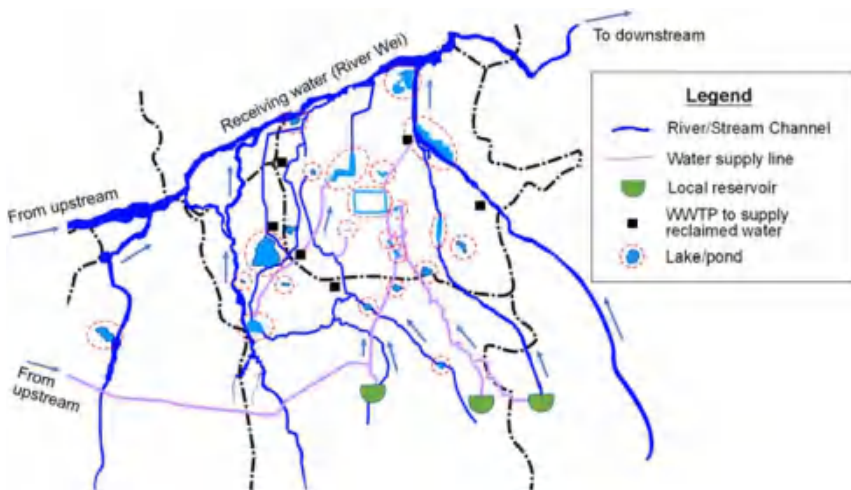 To downstream
Receiving water (River Wei)
Legend
River/Stream Channel
Water supply line
Local reservoir
WWTP to supply
reclaimed water
Lake/pond
From upstream
From
upstream